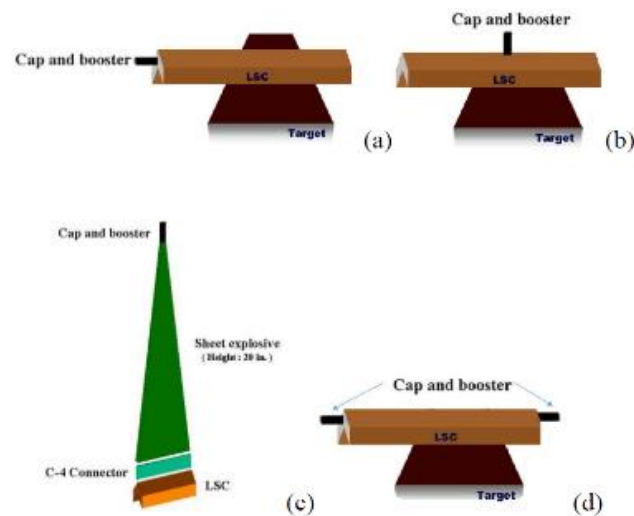 Cap and booster
LSC
Target
(a)
Cap and booster
LSC
Target
(b)
Cap and booster
Sheet explosive
( Height : 20 in. )
C-4 Connector
LSC
(c)
Cap and booster
LSC
Target
(d)